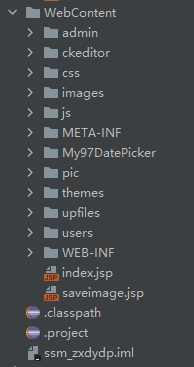 WebContent
admin
ckeditor
css
images
js
META-INF
My97DatePicker
pic
themes
upfiles
users
WEB-INF
index.jsp
saveimage.jsp
.classpath
.project
ssm_zxdydp.iml